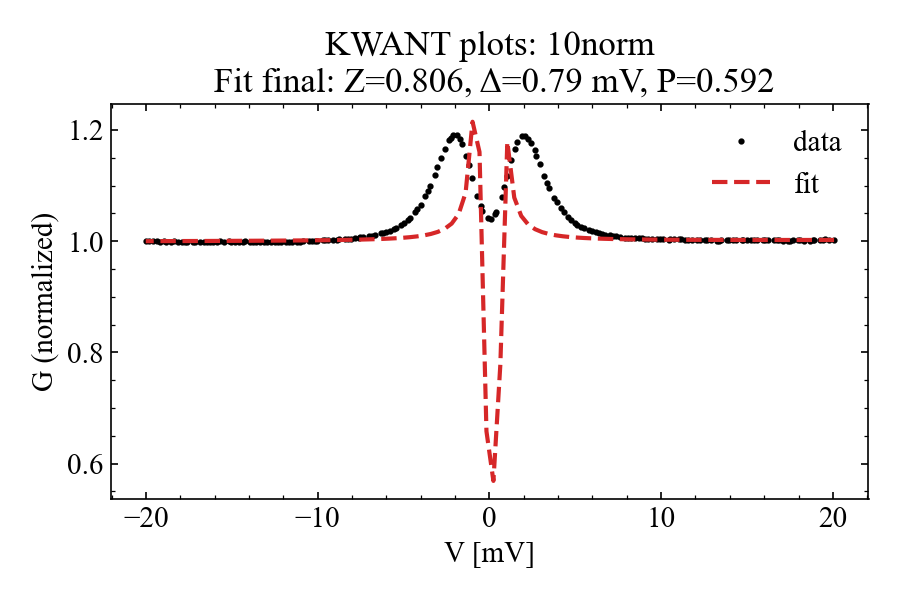 KWANT plots: 10norm
Fit final: Z=0.806, Δ=0.79 mV, P=0.592
1.2
1.0
0.8
0.6
G (normalized)
data
fit
−20
−10
0
10
20
V [mV]